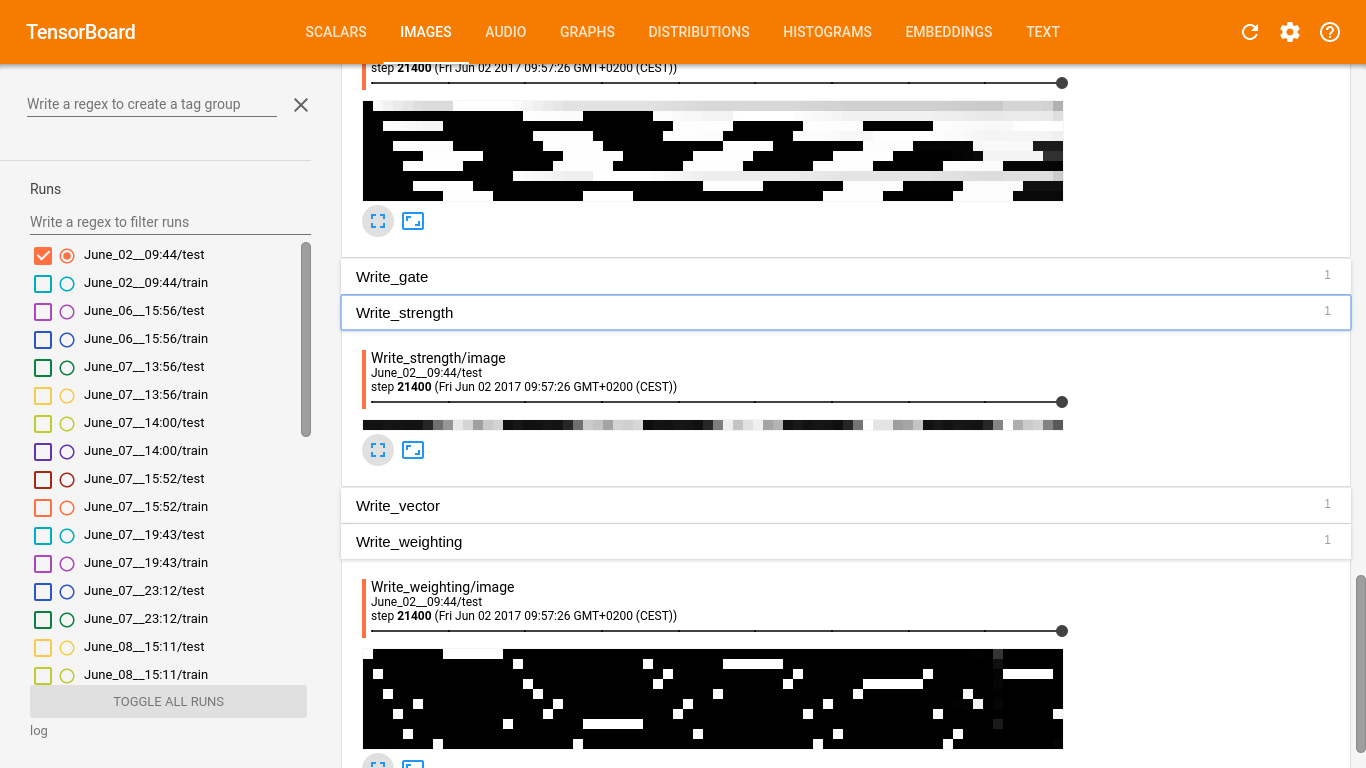 TensorBoard
SCALARS IMAGES AUDIO GRAPHS DISTRIBUTIONS HISTOGRAMS EMBEDDINGS TEXT
Write a regex to create a tag group
Runs
Write a regex to filter runs
June_02__09:44/test
June_02__09:44/train
June_06__15:56/test
June_06__15:56/train
June_07__13:56/test
June_07__13:56/train
June_07__14:00/test
June_07__14:00/train
June_07__15:52/test
June_07__15:52/train
June_07__19:43/test
June_07__19:43/train
June_07__23:12/test
June_07__23:12/train
June_08__15:11/test
June_08__15:11/train
TOGGLE ALL RUNS
log
step 21400 (Fri Jun 02 2017 09:57:26 GMT+0200 (CEST))
Write_gate 1
Write_strength 1
Write_strength/image
June_02__09:44/test
step 21400 (Fri Jun 02 2017 09:57:26 GMT+0200 (CEST))
Write_vector 1
Write_weighting 1
Write_weighting/image
June_02__09:44/test
step 21400 (Fri Jun 02 2017 09:57:26 GMT+0200 (CEST))